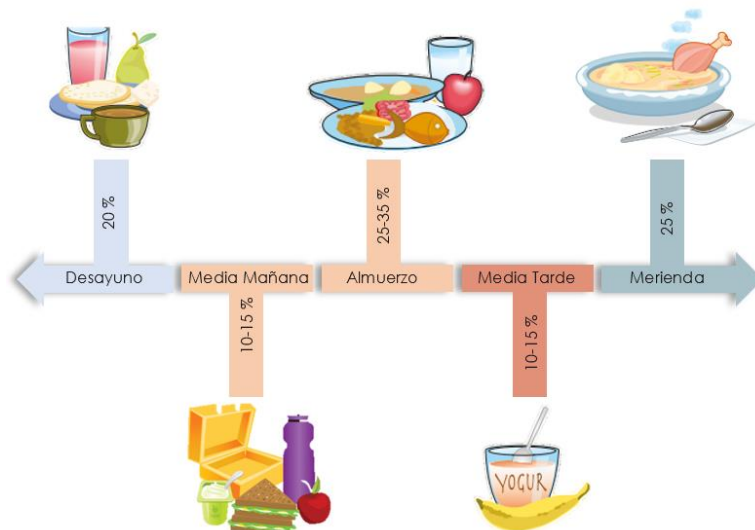 20 %
25-35 %
25 %
Desayuno
Media Mañana
Almuerzo
Media Tarde
Merienda
10-15 %
10-15 %
YOGUR